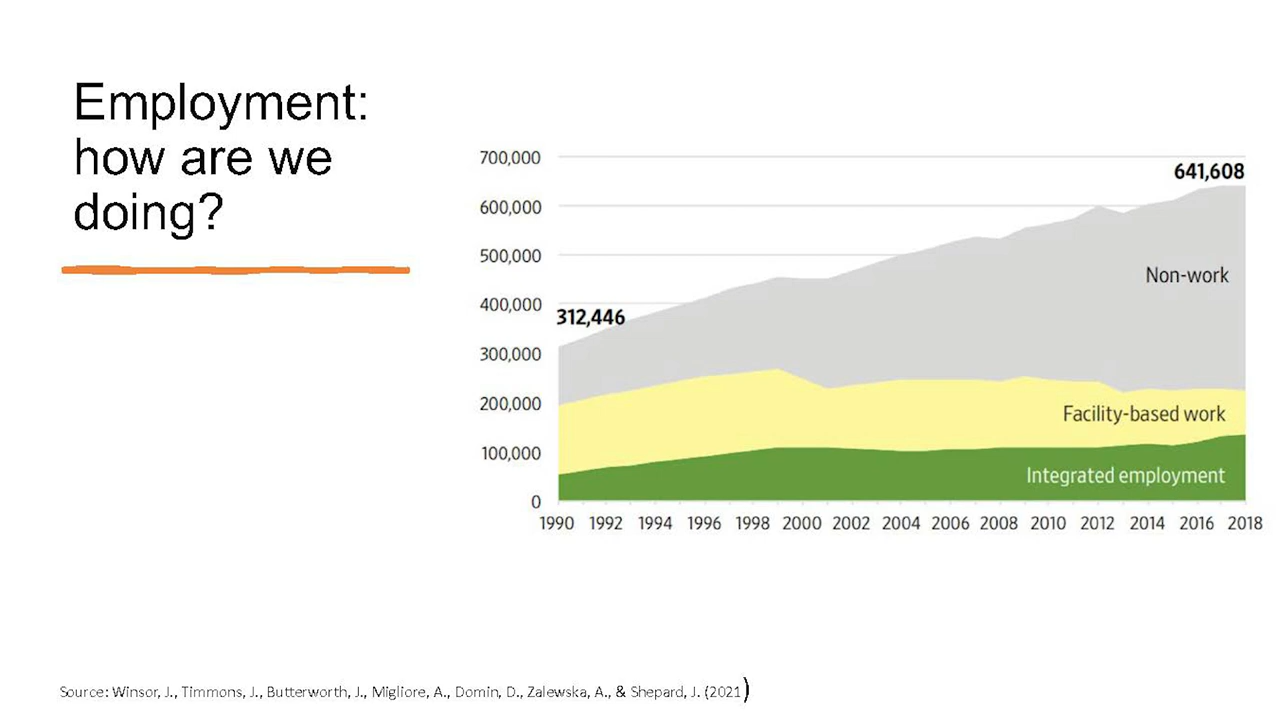 Employment:
how are we
doing?
700,000
641,608
600,000
500,000
Non-work
400,000
312,446
300,000
200,000
Facility-based work
100,000
Integrated employment
0
1990 1992 1994 1996 1998 2000 2002 2004 2006 2008 2010 2012 2014 2016 2018
Source: Winsor, J., Timmons, J., Butterworth, J., Migliore, A., Domin, D., Zalewska, A., & Shepard, J. (2021)